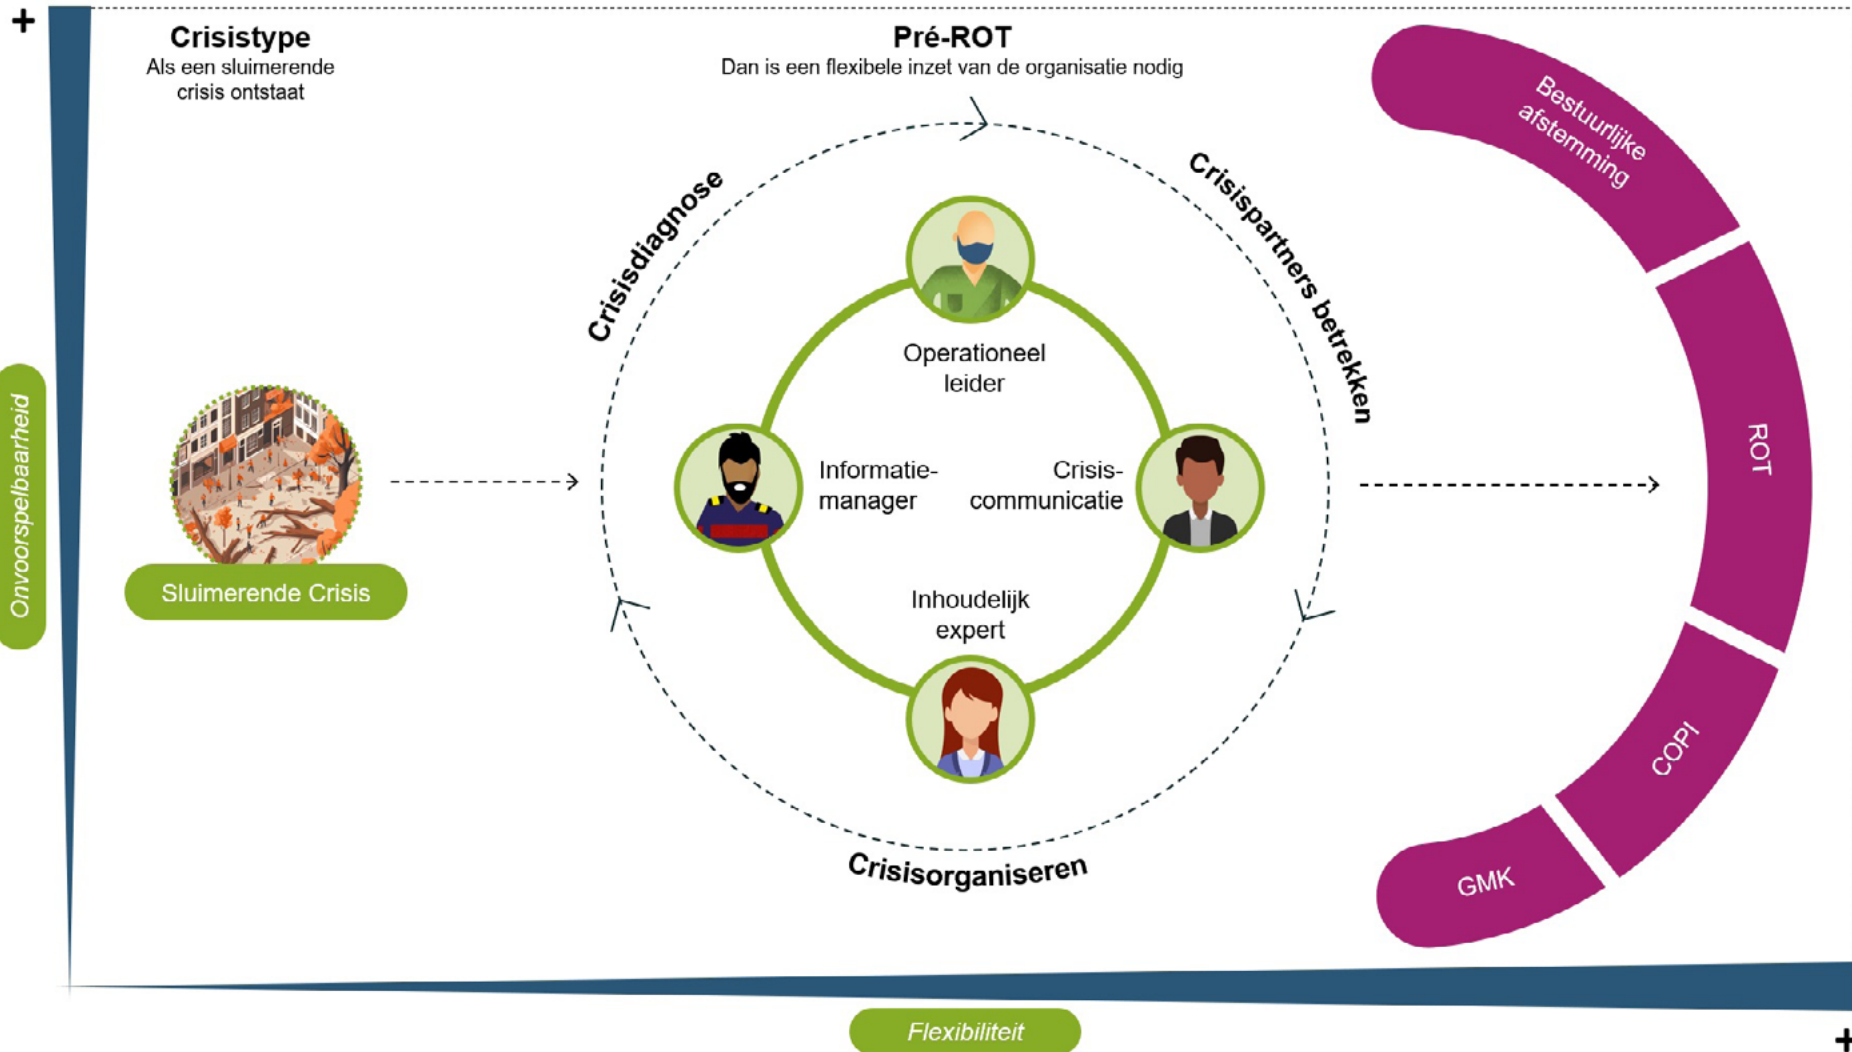 +
Crisistype
Als een sluimerende
crisis ontstaat
Pré-ROT
Dan is een flexibele inzet van de organisatie nodig
Crisisdiagnose
Crisispartners betrekken
Crisisorganiseren
Operationeel
leider
Informatie-
manager
Crisis-
communicatie
Inhoudelijk
expert
Sluimerende Crisis
Onvoorspelbaarheid
Bestuurlijke
afstemming
ROT
COPI
GMK
Flexibiliteit
+